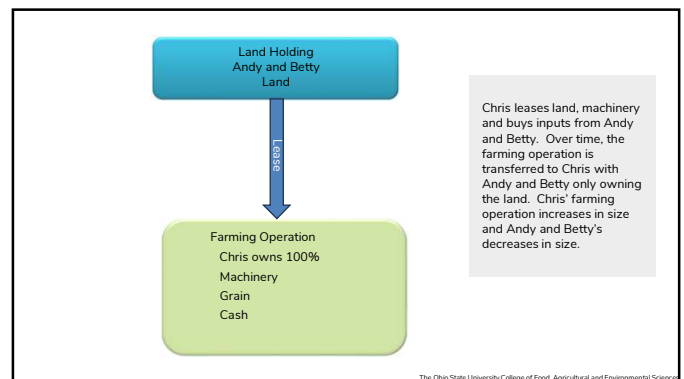 Land Holding
Andy and Betty
Land
Lease
Farming Operation
Chris owns 100%
Machinery
Grain
Cash
Chris leases land, machinery
and buys inputs from Andy
and Betty. Over time, the
farming operation is
transferred to Chris with
Andy and Betty only owning
the land. Chris' farming
operation increases in size
and Andy and Betty's
decreases in size.
The Ohio State University College of Food, Agricultural and Environmental Sciences